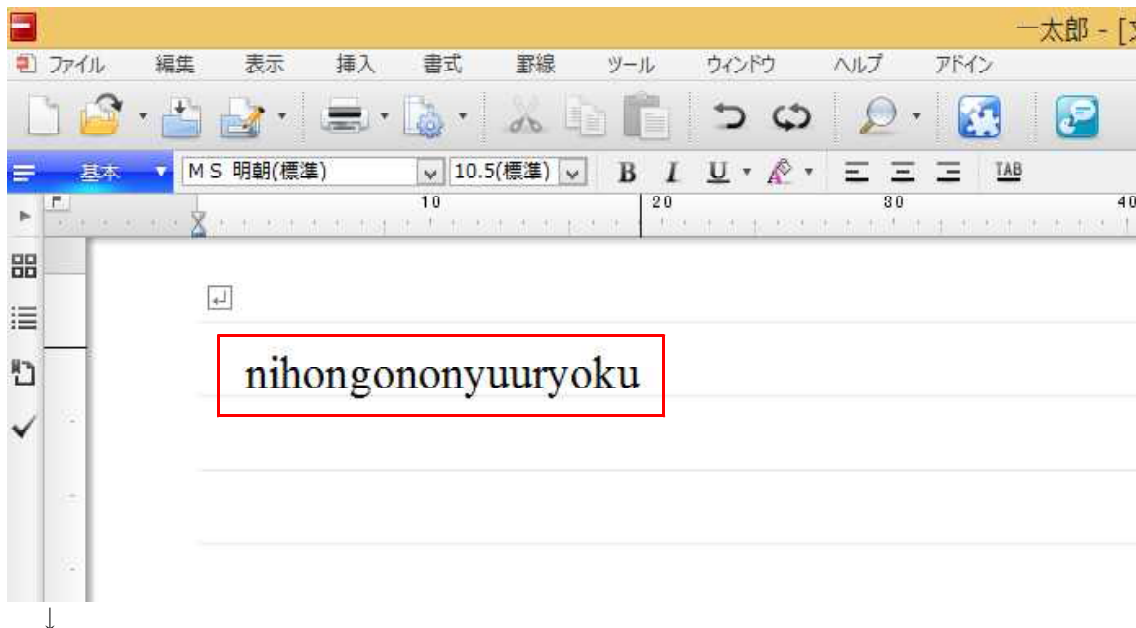 一太郎 - [
ファイル 編集 表示 挿入 書式 罫線 ツール ウィンドウ ヘルプ アドイン
基本 ＭＳ 明朝(標準) 10.5(標準) B I U A TAB
10 20 30 40
nihongononyuuryoku
↓